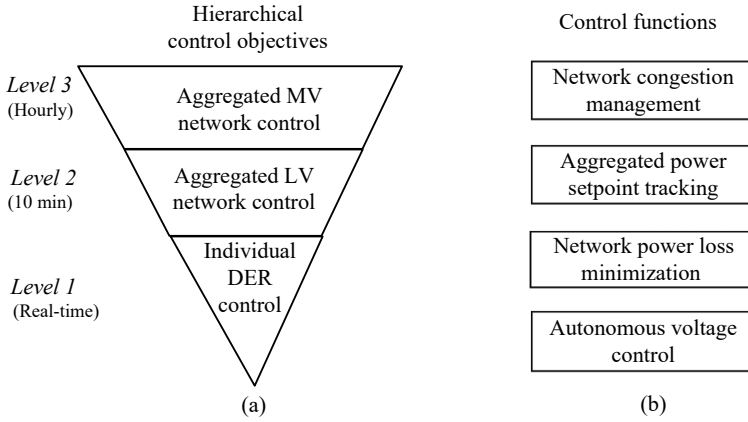 Hierarchical
control objectives
Control functions
Level 3
(Hourly)
Aggregated MV
network control
Network congestion
management
Level 2
(10 min)
Aggregated LV
network control
Aggregated power
setpoint tracking
Level 1
(Real-time)
Individual
DER
control
Network power loss
minimization
Autonomous voltage
control
(a)
(b)